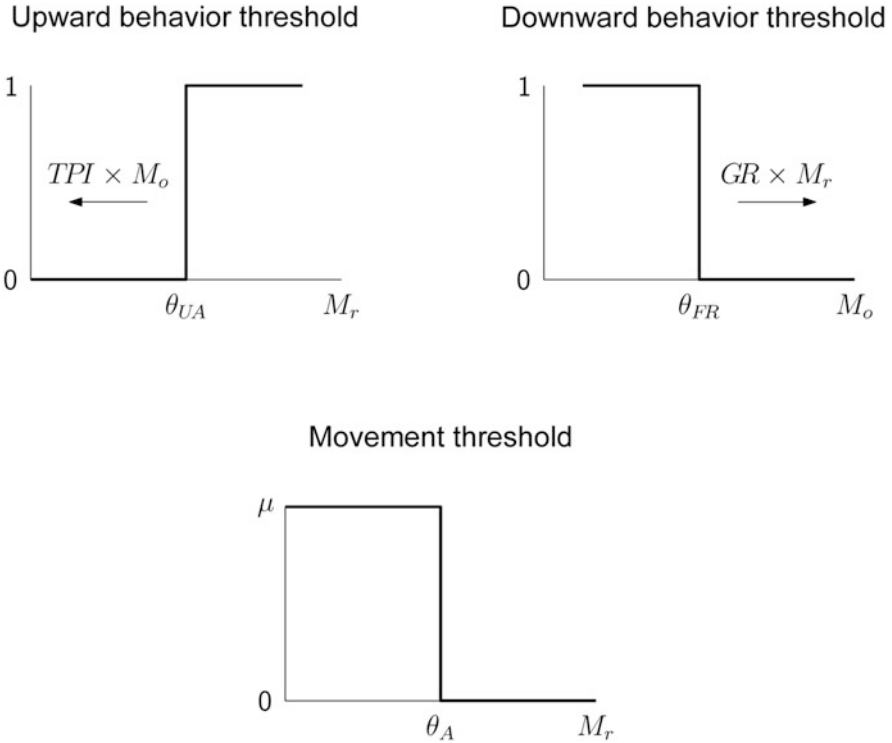 Upward behavior threshold
Downward behavior threshold
1
TPI × M_o
0
θ_UA
M_r
1
GR × M_r
0
θ_FR
M_o
Movement threshold
μ
0
θ_A
M_r